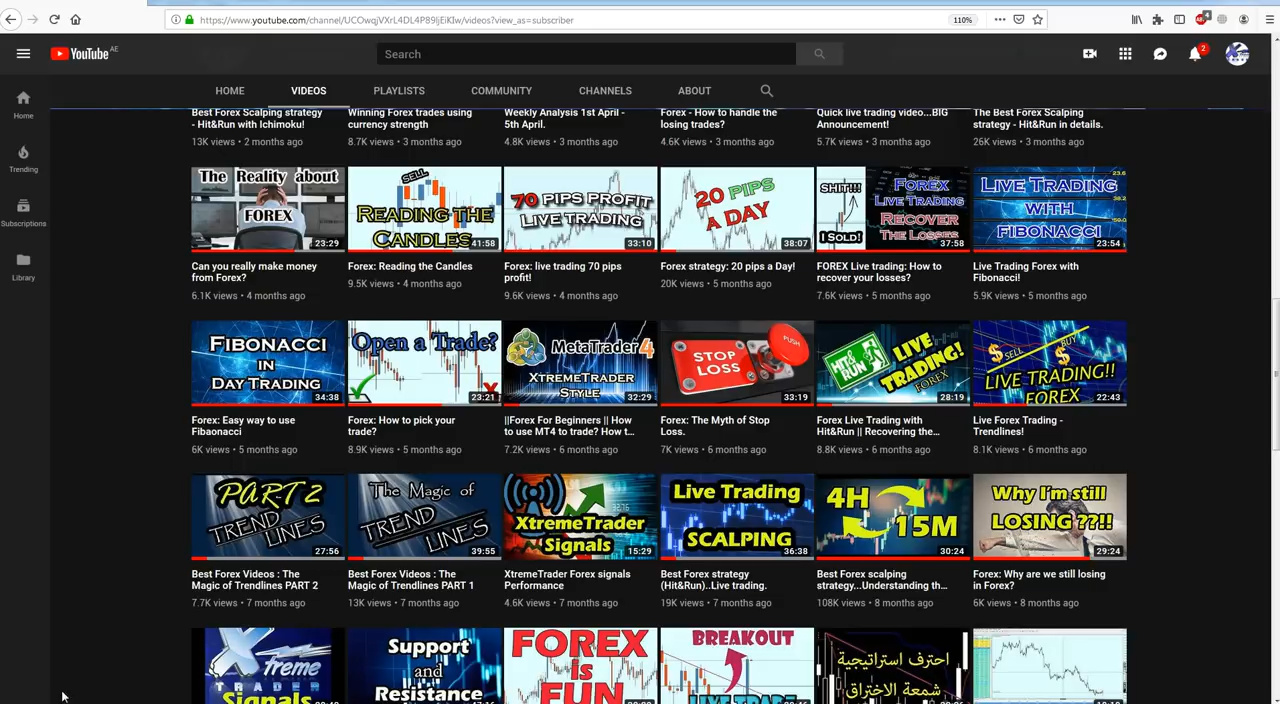 https://www.youtube.com/channel/UCOwqjVXrL4DL4P89ljEiKIw/videos?view_as=subscriber
110%
4
YouTube AE
Search
2
HOME
VIDEOS
PLAYLISTS
COMMUNITY
CHANNELS
ABOUT
Home
Trending
Subscriptions
Library
Best Forex Scalping strategy
- Hit&Run with Ichimoku!
13K views • 2 months ago
Winning Forex trades using
currency strength
8.7K views • 3 months ago
Weekly Analysis 1st April -
5th April.
4.8K views • 3 months ago
Forex - How to handle the
losing trades?
4.6K views • 3 months ago
Quick live trading video...BIG
Announcement!
5.7K views • 3 months ago
The Best Forex Scalping
strategy - Hit&Run in details.
26K views • 3 months ago
The Reality about
FOREX
23:29
Can you really make money
from Forex?
6.1K views • 4 months ago
SELL
READING THE
CANDLES
41:58
Forex: Reading the Candles
9.5K views • 4 months ago
70 PIPS PROFIT
LIVE TRADING
33:10
Forex: live trading 70 pips
profit!
9.6K views • 4 months ago
20 PIPS
A DAY
38:07
Forex strategy: 20 pips a Day!
20K views • 5 months ago
SHIT!!!
I SOLD!
FOREX
LIVE TRADING
RECOVER
THE LOSSES
37:58
FOREX Live trading: How to
recover your losses?
7.6K views • 5 months ago
LIVE TRADING
WITH
FIBONACCI
23.6
38.2
50.0
23:54
Live Trading Forex with
Fibonacci!
5.9K views • 5 months ago
FIBONACCI
IN
DAY TRADING
34:38
Forex: Easy way to use
Fibaonacci
6K views • 5 months ago
Open a Trade?
23:21
Forex: How to pick your
trade?
8.9K views • 5 months ago
MetaTrader 4
XTREMETRADER
STYLE
32:29
||Forex For Beginners || How
to use MT4 to trade? How t...
7.2K views • 6 months ago
STOP
LOSS
PUSH
33:19
Forex: The Myth of Stop
Loss.
7K views • 6 months ago
HIT&
RUN
LIVE
TRADING!
FOREX
28:19
Forex Live Trading with
Hit&Run || Recovering the...
8.8K views • 6 months ago
$ SELL
BUY
$
LIVE TRADING!!
FOREX
22:43
Live Forex Trading -
Trendlines!
8.1K views • 6 months ago
PART 2
TREND
LINES
27:56
Best Forex Videos : The
Magic of Trendlines PART 2
7.7K views • 7 months ago
The Magic of
TREND
LINES
39:55
Best Forex Videos : The
Magic of Trendlines PART 1
13K views • 7 months ago
XtremeTrader
Signals
15:29
XtremeTrader Forex signals
Performance
4.6K views • 7 months ago
Live Trading
SCALPING
36:38
Best Forex strategy
(Hit&Run)..Live trading.
19K views • 7 months ago
4H
15M
30:24
Best Forex scalping
strategy...Understanding th...
108K views • 8 months ago
Why I'm still
LOSING ??!!
29:24
Forex: Why are we still losing
in Forex?
6K views • 8 months ago
Xtreme
TRADER
Signals
Support
and
Resistance
FOREX
is
FUN
BREAKOUT
احترف استراتيجية
شمعة الاختراق